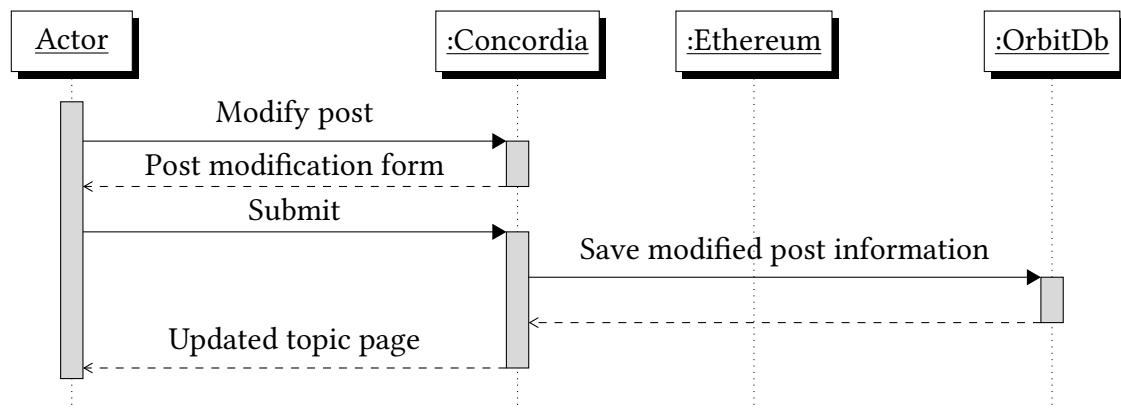 Actor
:Concordia
:Ethereum
:OrbitDb
Modify post
Post modification form
Submit
Save modified post information
Updated topic page